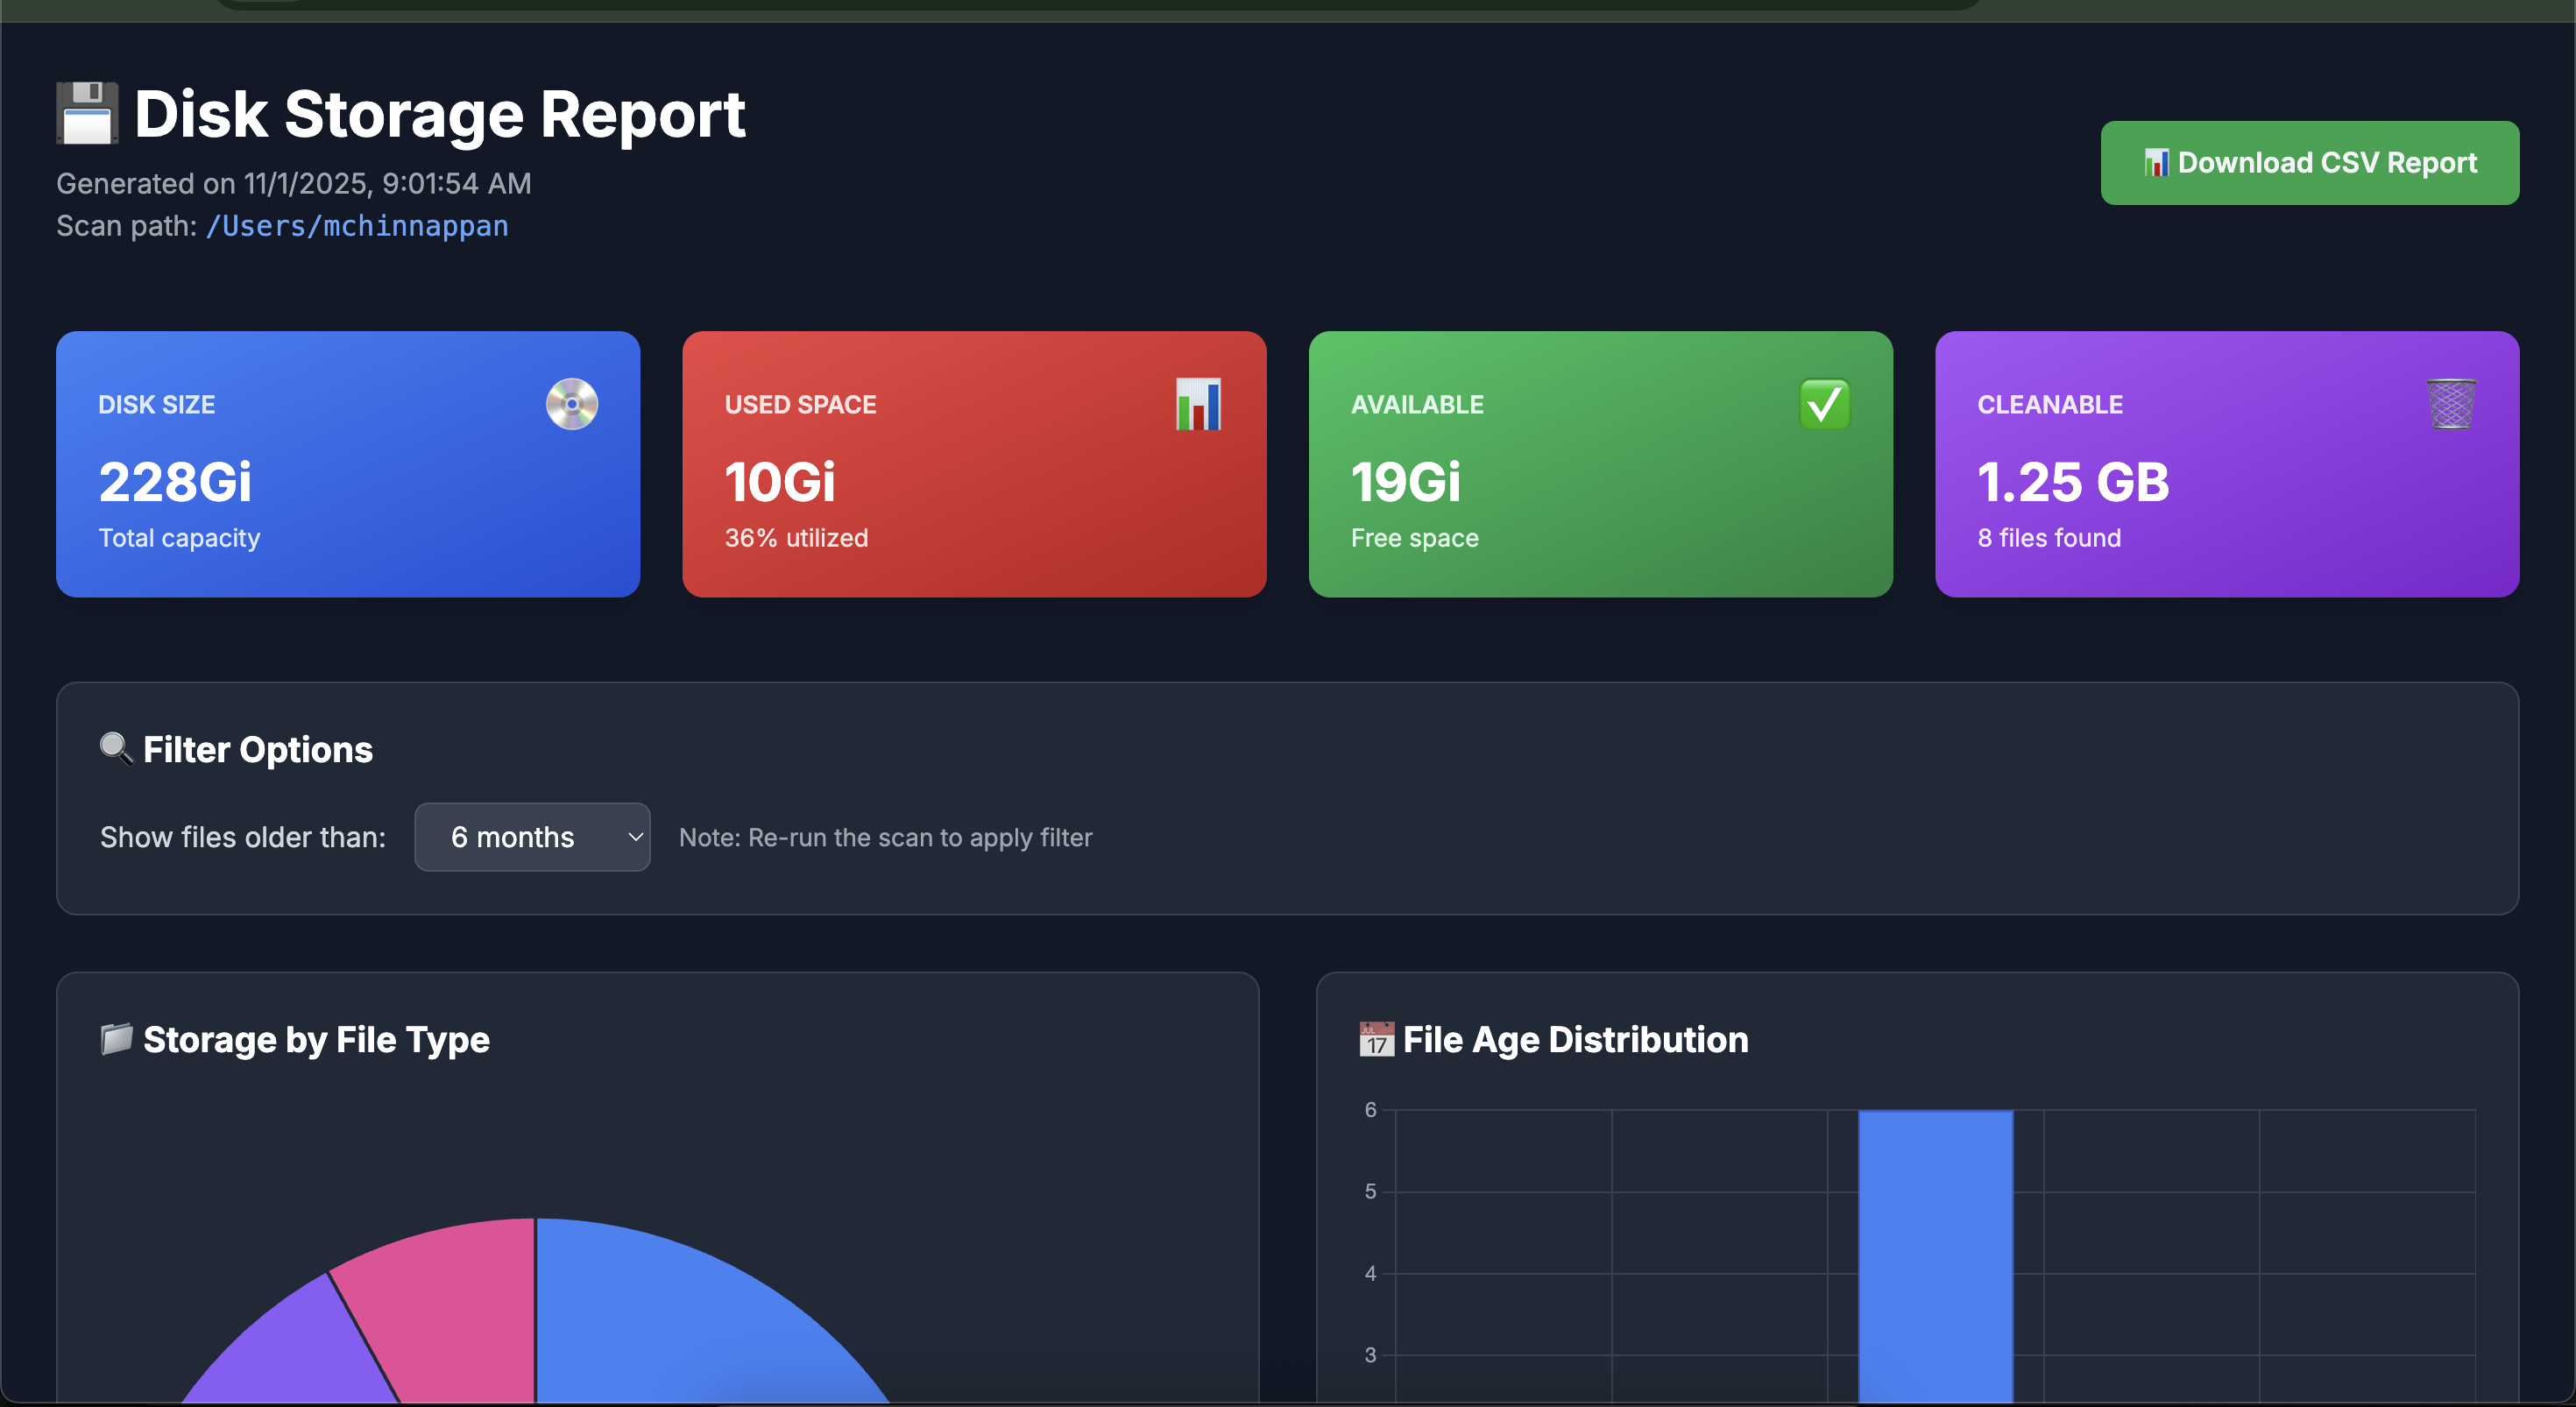 Disk Storage Report
Generated on 11/1/2025, 9:01:54 AM
Scan path: /Users/mchinnappan
Download CSV Report
DISK SIZE
228Gi
Total capacity
USED SPACE
10Gi
36% utilized
AVAILABLE
19Gi
Free space
CLEANABLE
1.25 GB
8 files found
Filter Options
Show files older than:
6 months
Note: Re-run the scan to apply filter
Storage by File Type
JUL
17
File Age Distribution
6
5
4
3